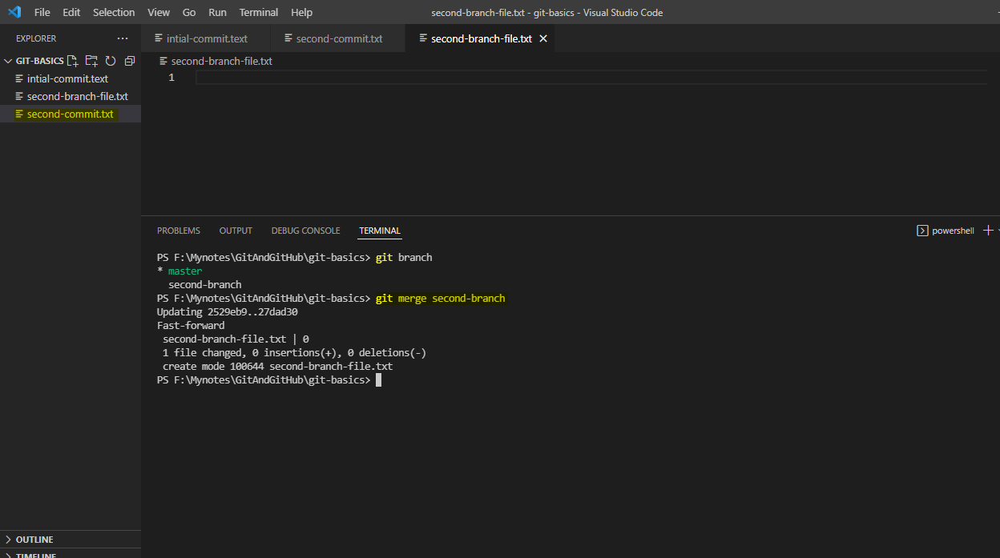 File Edit Selection View Go Run Terminal Help second-branch-file.txt - git-basics - Visual Studio Code
EXPLORER
GIT-BASICS
intial-commit.text
second-branch-file.txt
second-commit.txt
OUTLINE
TIMELINE
intial-commit.text second-commit.txt second-branch-file.txt
second-branch-file.txt
1
PROBLEMS OUTPUT DEBUG CONSOLE TERMINAL powershell
PS F:\Mynotes\GitAndGitHub\git-basics> git branch
* master
second-branch
PS F:\Mynotes\GitAndGitHub\git-basics> git merge second-branch
Updating 2529eb9..27dad30
Fast-forward
second-branch-file.txt | 0
1 file changed, 0 insertions(+), 0 deletions(-)
create mode 100644 second-branch-file.txt
PS F:\Mynotes\GitAndGitHub\git-basics>